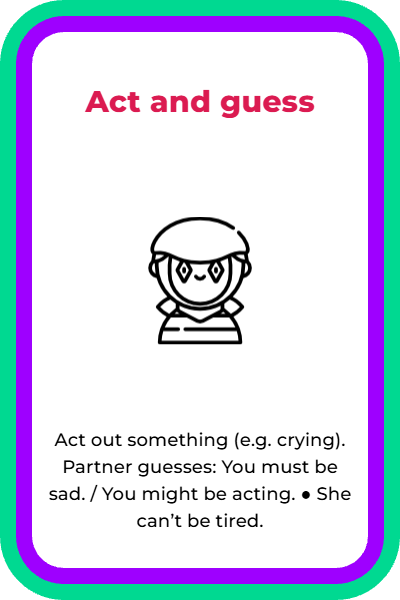 Act and guess
Act out something (e.g. crying).
Partner guesses: You must be
sad. / You might be acting. ● She
can’t be tired.